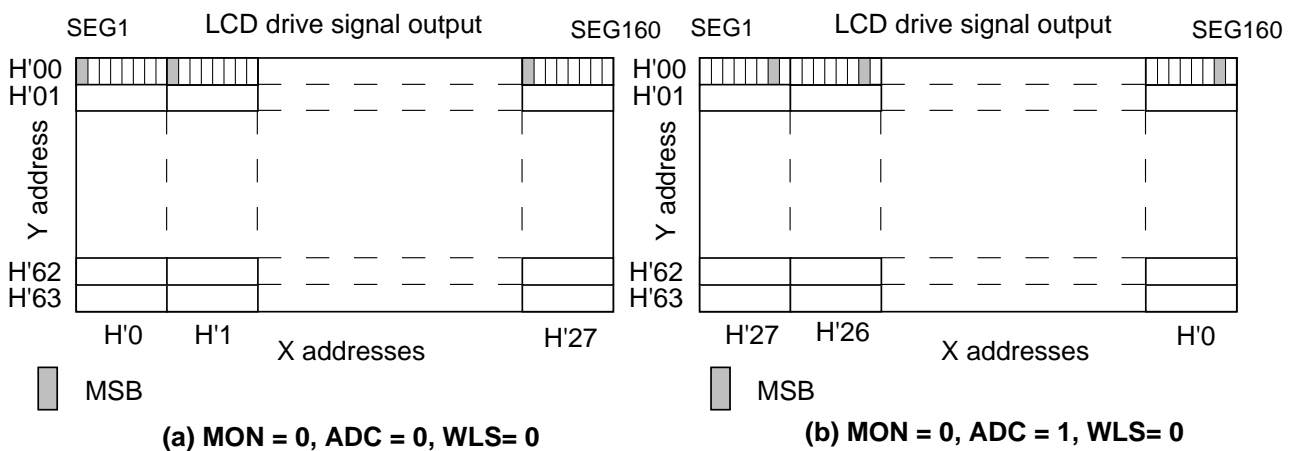 SEG1 LCD drive signal output SEG160
H'00
H'01
Y address
H'62
H'63
H'0 H'1 H'27
X addresses
MSB
(a) MON = 0, ADC = 0, WLS= 0
SEG1 LCD drive signal output SEG160
H'00
H'01
Y address
H'62
H'63
H'27 H'26 H'0
X addresses
MSB
(b) MON = 0, ADC = 1, WLS= 0